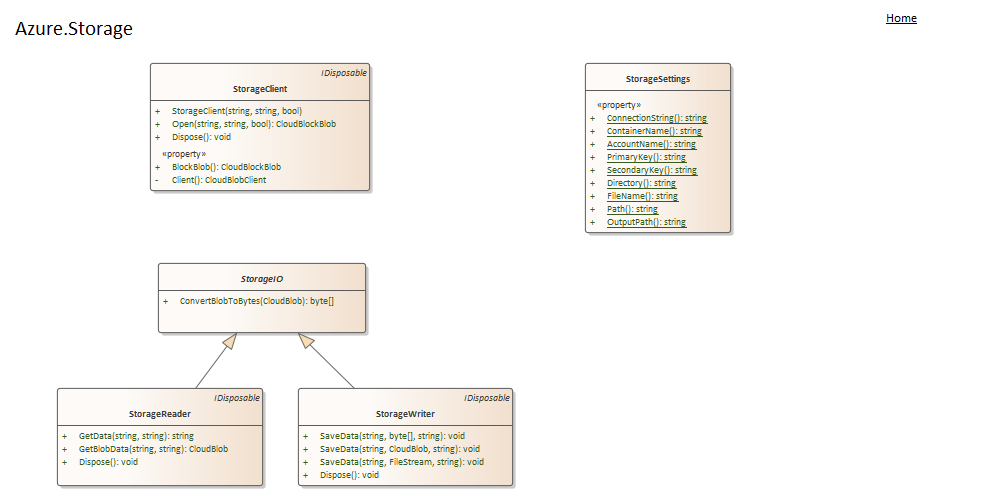 Home
Azure.Storage
IDisposable
StorageClient
+ StorageClient(string, string, bool)
+ Open(string, string, bool): CloudBlockBlob
+ Dispose(): void
«property»
+ BlockBlob(): CloudBlockBlob
- Client(): CloudBlobClient
StorageSettings
«property»
+ ConnectionString(): string
+ ContainerName(): string
+ AccountName(): string
+ PrimaryKey(): string
+ SecondaryKey(): string
+ Directory(): string
+ FileName(): string
+ Path(): string
+ OutputPath(): string
StorageIO
+ ConvertBlobToBytes(CloudBlob): byte[]
IDisposable
StorageReader
+ GetData(string, string): string
+ GetBlobData(string, string): CloudBlob
+ Dispose(): void
IDisposable
StorageWriter
+ SaveData(string, byte[], string): void
+ SaveData(string, CloudBlob, string): void
+ SaveData(string, FileStream, string): void
+ Dispose(): void